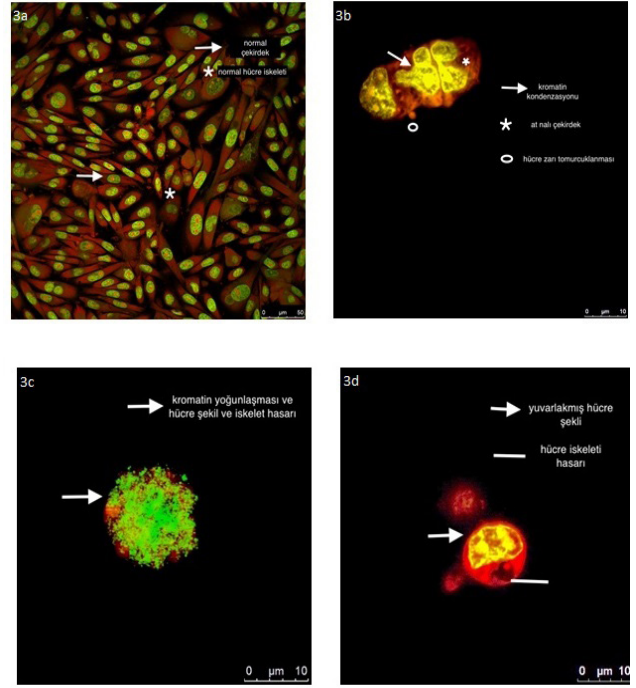 3a
normal
çekirdek
normal hücre iskeleti
0 µm 50
3b
kromatin
kondenzasyonu
at nalı çekirdek
hücre zarı tomurcuklanması
0 µm 10
3c
kromatin yoğunlaşması ve
hücre şekil ve iskelet hasarı
0 µm 10
3d
yuvarlakmış hücre
şekli
hücre iskeleti
hasarı
0 µm 10